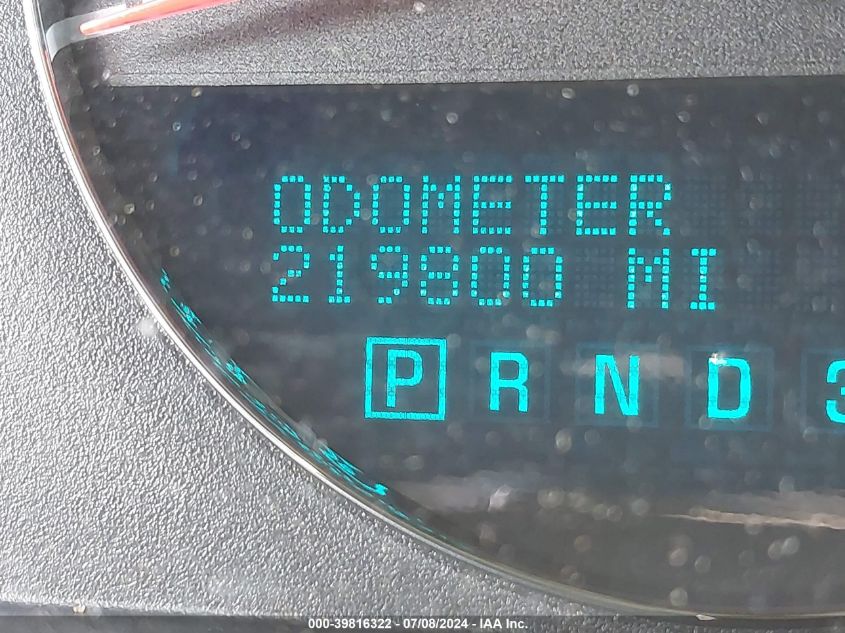 ODOMETER
219800 MI
P R N D 3
000-39816322 - 07/08/2024 - IAA Inc.